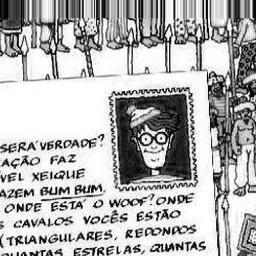 SERÁ VERDADE?
AÇÃO FAZ
VEL XEIQUE
AZEM BUM BUM,
ONDE ESTÁ O WOOF? ONDE
S CAVALOS VOCÊS ESTÃO
(TRIANGULARES, REDONDOS
QUANTAS ESTRELAS, QUANTAS